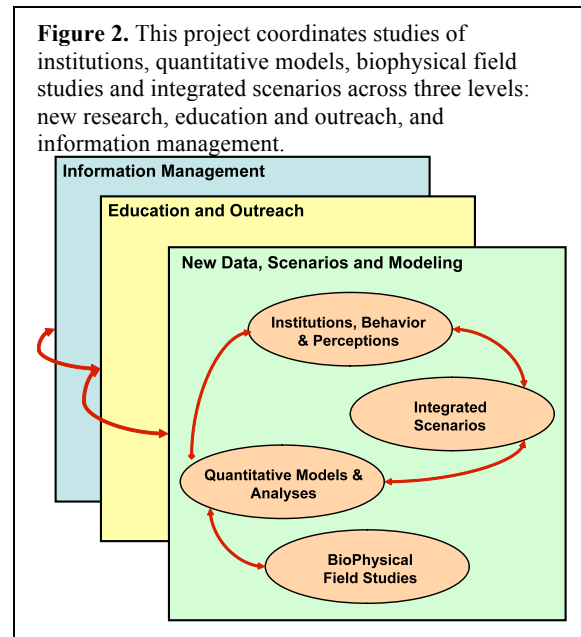 Figure 2. This project coordinates studies of
institutions, quantitative models, biophysical field
studies and integrated scenarios across three levels:
new research, education and outreach, and
information management.
Information Management
Education and Outreach
New Data, Scenarios and Modeling
Institutions, Behavior
& Perceptions
Integrated
Scenarios
Quantitative Models &
Analyses
BioPhysical
Field Studies